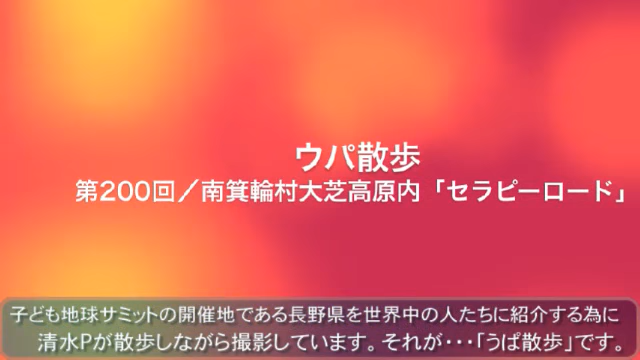 ウパ散歩
第200回／南箕輪村大芝高原内「セラピーロード」
子ども地球サミットの開催地である長野県を世界中の人たちに紹介する為に
清水Pが散歩しながら撮影しています。それが・・・「うぱ散歩」です。